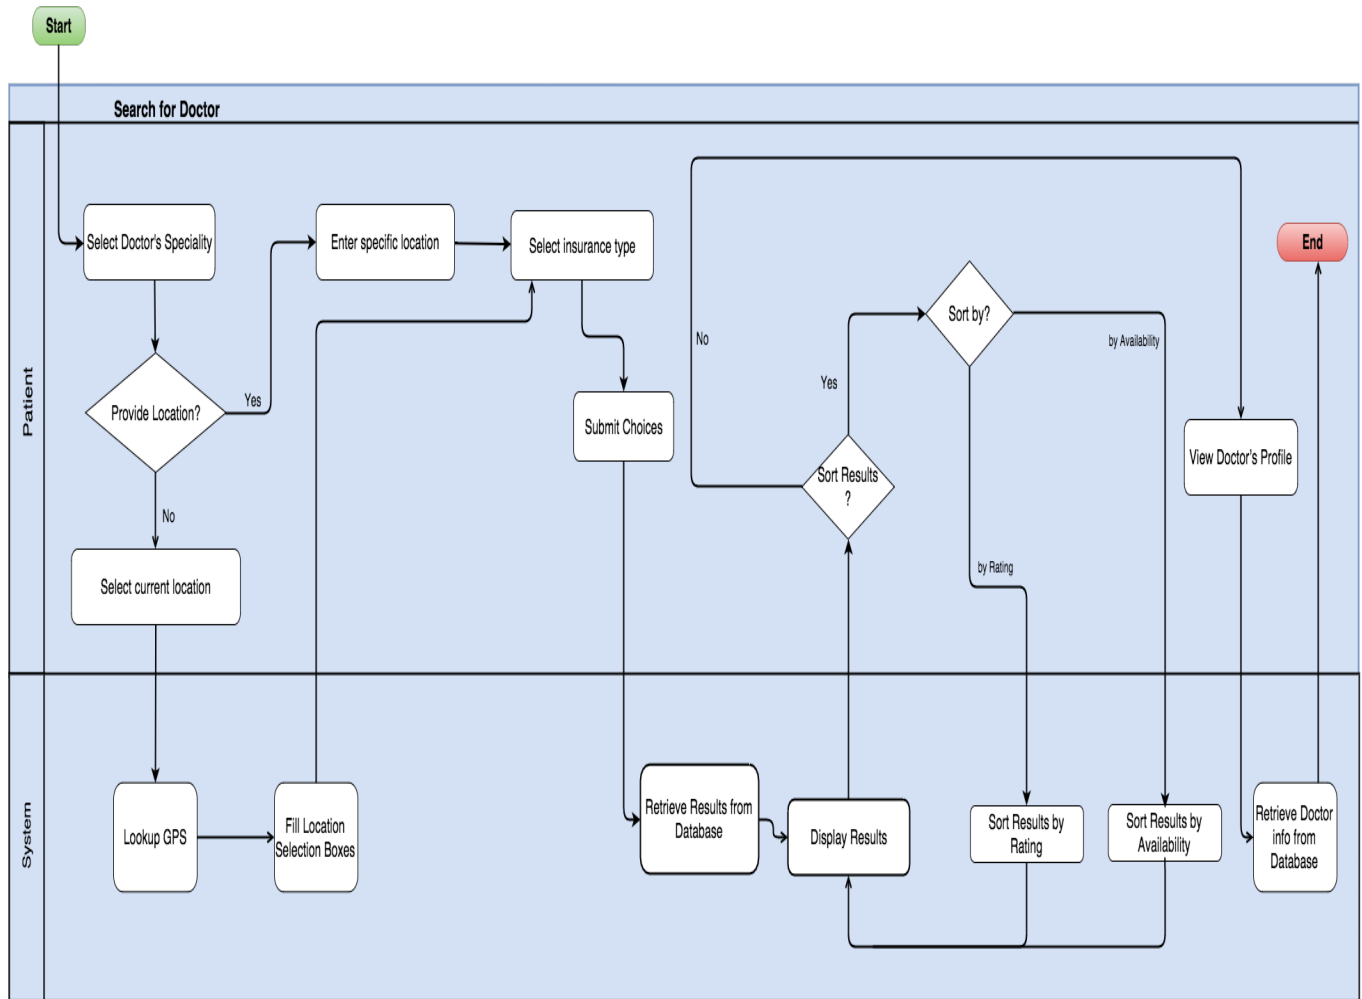 Start
Search for Doctor
Patient
Select Doctor's Speciality
Enter specific location
Select insurance type
End
Sort by?
No
by Availability
Yes
Yes
Provide Location?
Submit Choices
View Doctor's Profile
Sort Results
?
No
by Rating
Select current location
System
Lookup GPS
Fill Location
Selection Boxes
Retrieve Results from
Database
Display Results
Sort Results by
Rating
Sort Results by
Availability
Retrieve Doctor
info from
Database